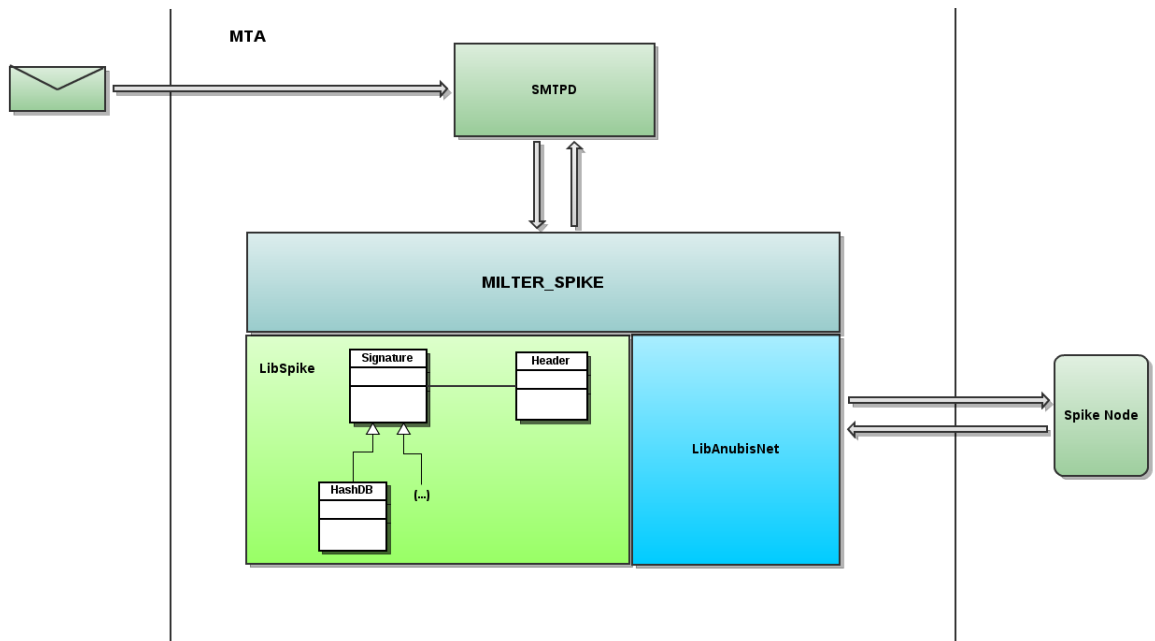 MTA
SMTPD
MILTER_SPIKE
LibSpike
Signature
Header
HashDB
(...)
LibAnubisNet
Spike Node